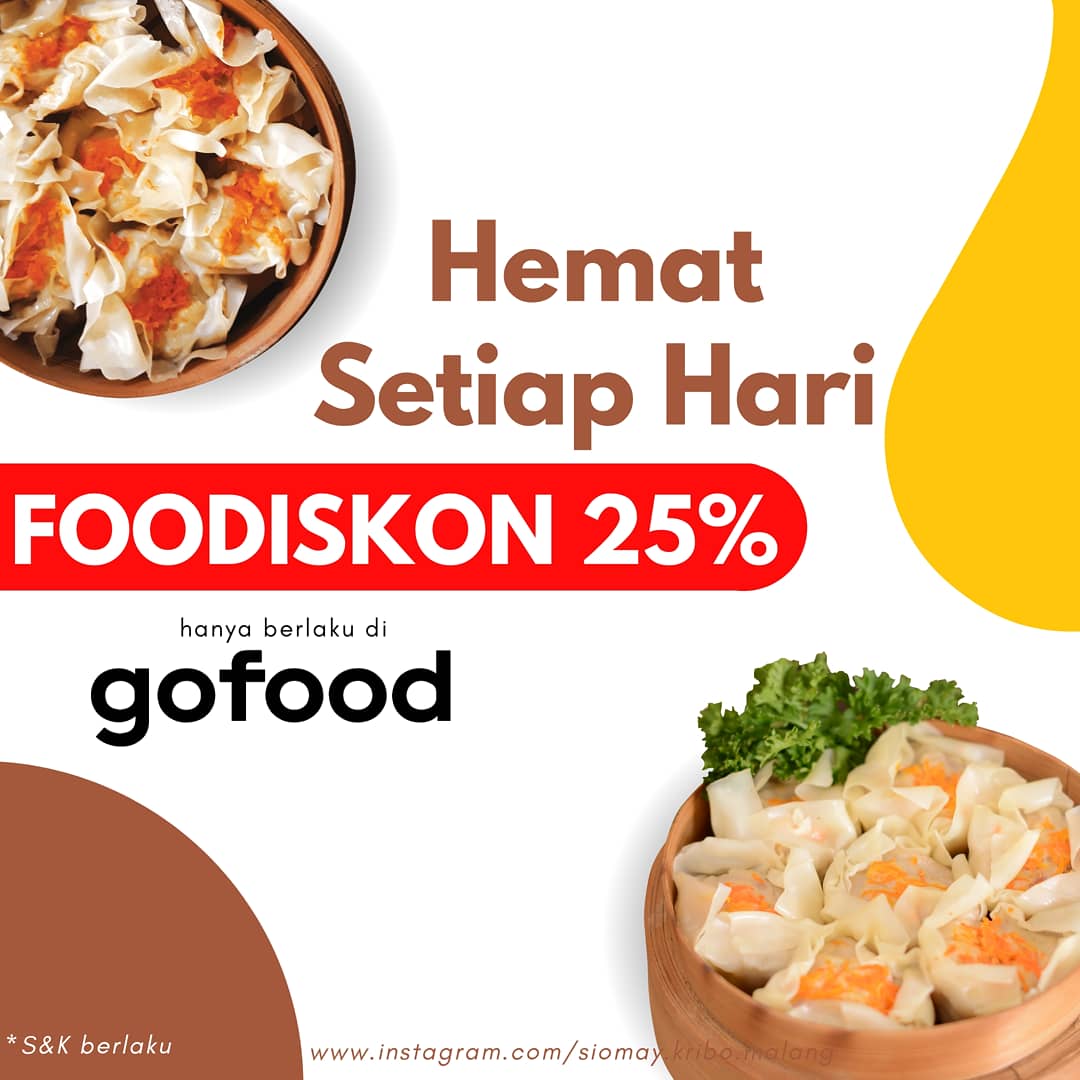 Hemat
Setiap Hari
FOODISKON 25%
hanya berlaku di
gofood
*S&K berlaku
www.instagram.com/siomay.kribo.malang